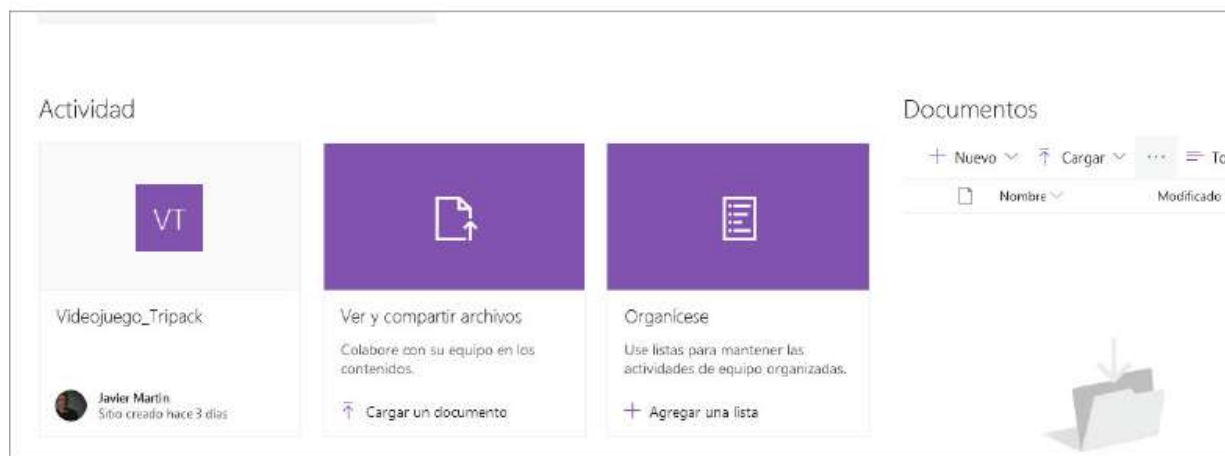 Actividad
VT
Videojuego_Tripack
Javier Martin
Sitio creado hace 3 días
Ver y compartir archivos
Colabore con su equipo en los
contenidos.
Cargar un documento
Organícese
Use listas para mantener las
actividades de equipo organizadas.
Agregar una lista
Documentos
+ Nuevo Cargar ··· To
Nombre Modificado